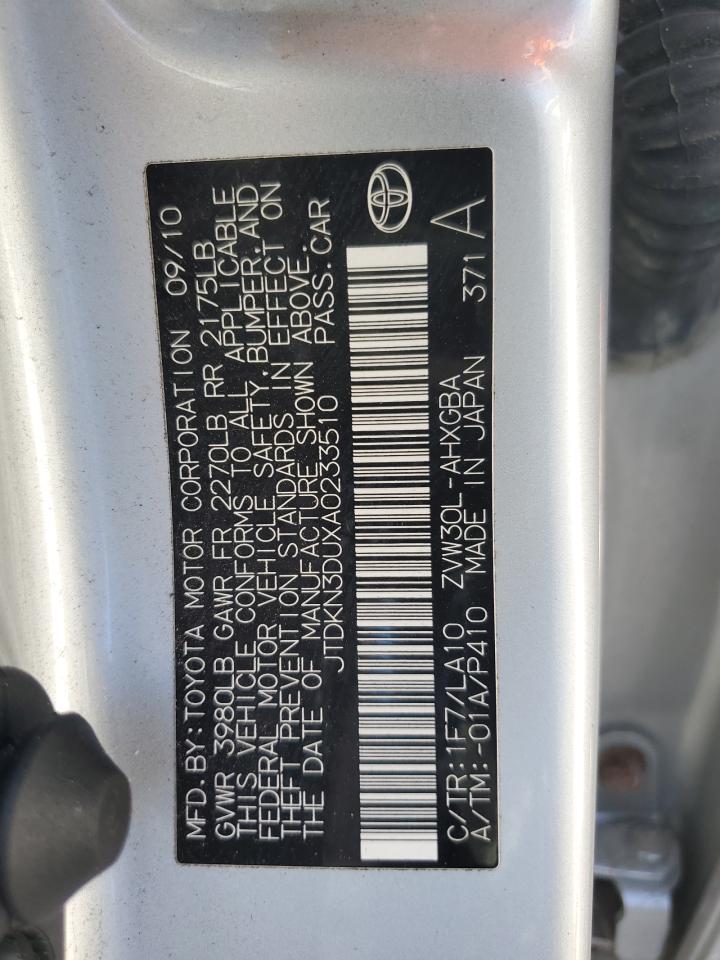 MFD. BY: TOYOTA MOTOR CORPORATION 09/10
GVWR 3980LB GAWR FR 2270LB RR 2175LB
THIS VEHICLE CONFORMS TO ALL APPLICABLE
FEDERAL MOTOR VEHICLE SAFETY, BUMPER, AND
THEFT PREVENTION STANDARDS IN EFFECT ON
THE DATE OF MANUFACTURE SHOWN ABOVE.
JTDKN3DUXA0233510 PASS. CAR
C/TR: 1F7/LA10 ZVW30L-AHXGBA 371 A
A/TM: -01A/P410 MADE IN JAPAN